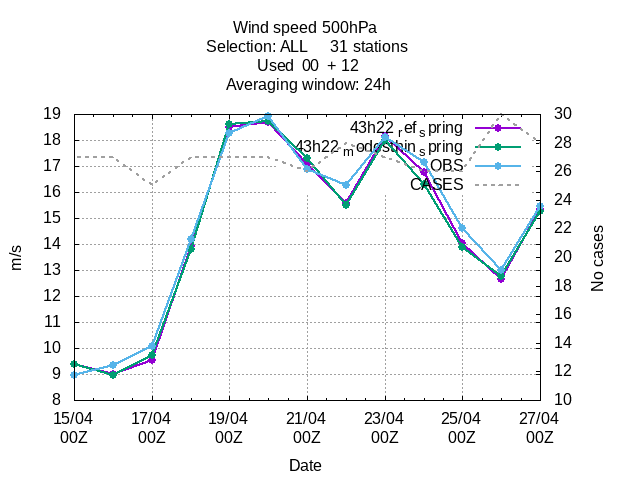 Wind speed 500hPa
Selection: ALL 31 stations
Used 00 + 12
Averaging window: 24h
19
18
17
16
15
14
13
12
11
10
9
8
30
28
26
24
22
20
18
16
14
12
10
43h22_ref_spring
OBS
CASES
m/s
No cases
15/04 17/04 19/04 21/04 23/04 25/04 27/04
00Z 00Z 00Z 00Z 00Z 00Z 00Z
Date